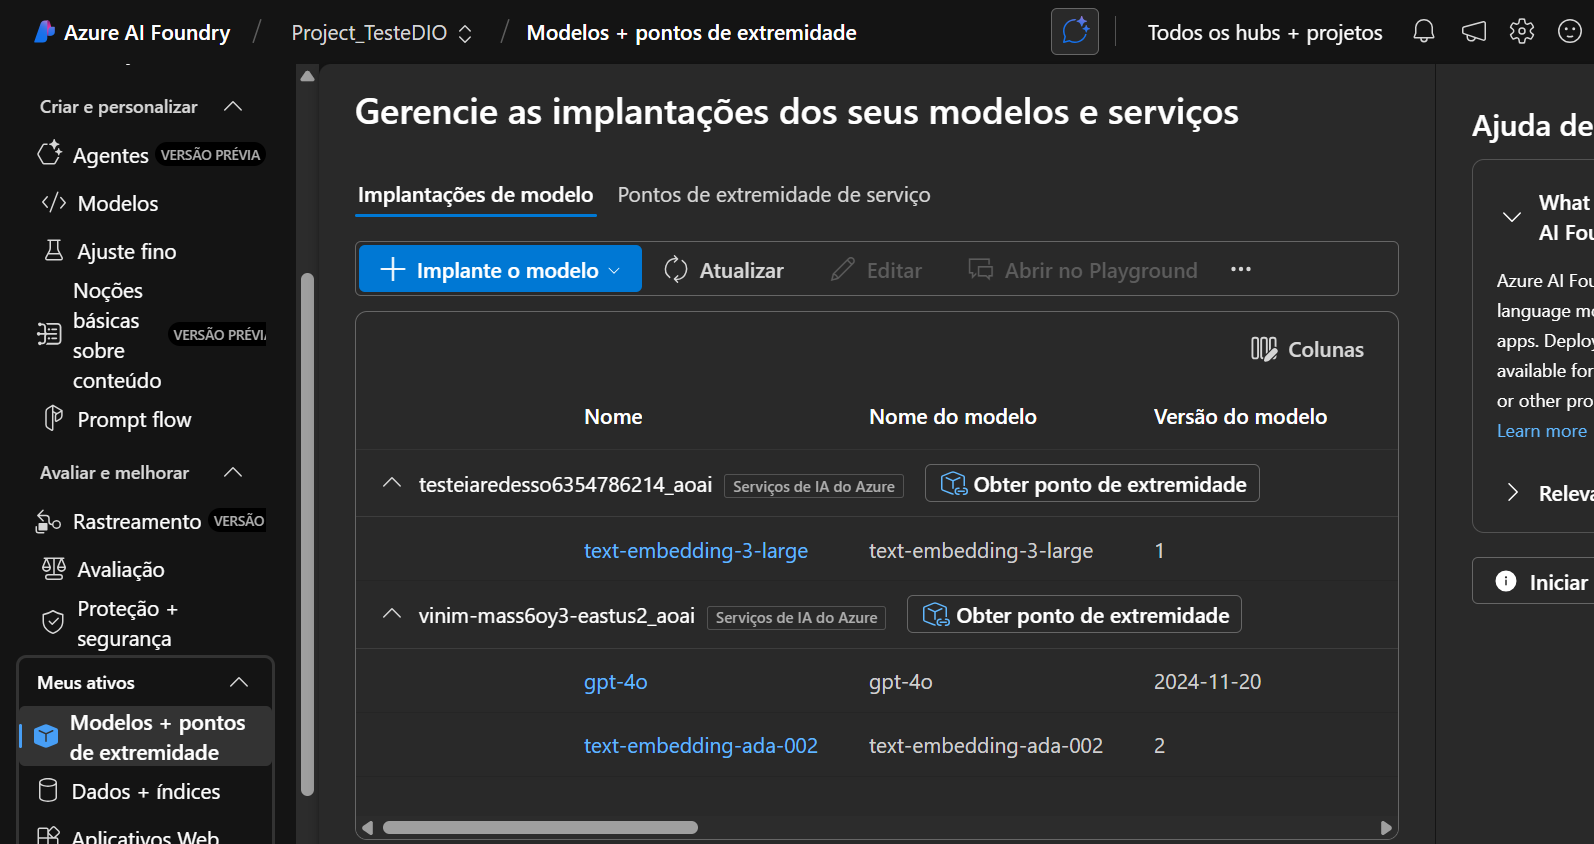 Azure AI Foundry / Project_TesteDIO / Modelos + pontos de extremidade
Todos os hubs + projetos
Criar e personalizar
Agentes VERSÃO PRÉVIA
Modelos
Ajuste fino
Noções
básicas
sobre
conteúdo
VERSÃO PRÉVI
Prompt flow
Avaliar e melhorar
Rastreamento VERSÃO
Avaliação
Proteção +
segurança
Meus ativos
Modelos + pontos
de extremidade
Dados + índices
Aplicativos Web
Gerencie as implantações dos seus modelos e serviços
Implantações de modelo Pontos de extremidade de serviço
Implante o modelo Atualizar Editar Abrir no Playground ...
Colunas
Nome Nome do modelo Versão do modelo
testeiaredesso6354786214_aoai Serviços de IA do Azure Obter ponto de extremidade
text-embedding-3-large text-embedding-3-large 1
vinim-mass6oy3-eastus2_aoai Serviços de IA do Azure Obter ponto de extremidade
gpt-4o gpt-4o 2024-11-20
text-embedding-ada-002 text-embedding-ada-002 2
Ajuda de
What
AI Fou
Azure AI Fou
language mo
apps. Deploy
available for
or other pro
Learn more
Releva
Iniciar